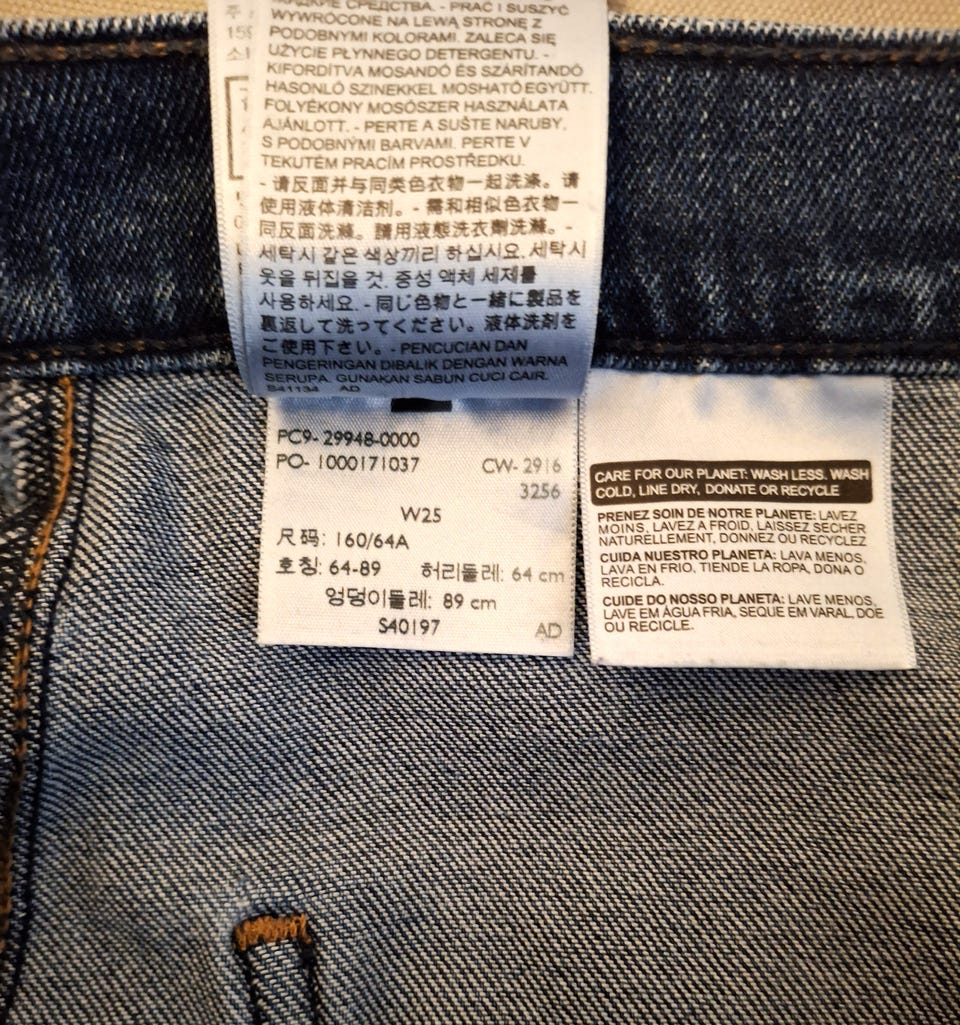 ЖИДКИЕ СРЕДСТВА. - PRAĆ I SUSZYĆ
WYWRÓCONE NA LEWĄ STRONĘ Z
PODOBNYMI KOLORAMI. ZALECA SIĘ
UŻYCIE PŁYNNEGO DETERGENTU. -
KIFORDÍTVA MOSANDÓ ÉS SZÁRÍTANDÓ
HASONLÓ SZINEKKEL MOSHATÓ EGYÜTT.
FOLYÉKONY MOSÓSZER HASZNÁLATA
AJÁNLOTT. - PERTE A SUŠTE NARUBY,
S PODOBNÝMI BARVAMI. PERTE V
TEKUTÉM PRACÍM PROSTŘEDKU.
- 请反面并与同类色衣物一起洗涤。请
使用液体清洁剂。- 需和相似色衣物一
同反面洗滌。請用液態洗衣劑洗滌。-
세탁시 같은 색상끼리 하십시요. 세탁시
옷을 뒤집을 것. 중성 액체 세제를
사용하세요. - 同じ色物と一緒に製品を
裏返して洗ってください。液体洗剤を
ご使用下さい。- PENCUCIAN DAN
PENGERINGAN DIBALIK DENGAN WARNA
SERUPA. GUNAKAN SABUN CUCI CAIR.
S41134 AD
PC9- 29948-0000
PO- 1000171037 CW- 2916
3256
W25
尺码: 160/64A
호칭: 64-89 허리둘레: 64 cm
엉덩이둘레: 89 cm
S40197 AD
CARE FOR OUR PLANET: WASH LESS. WASH
COLD, LINE DRY, DONATE OR RECYCLE
PRENEZ SOIN DE NOTRE PLANETE: LAVEZ
MOINS, LAVEZ A FROID, LAISSEZ SECHER
NATURELLEMENT, DONNEZ OU RECYCLEZ
CUIDA NUESTRO PLANETA: LAVA MENOS,
LAVA EN FRIO, TIENDE LA ROPA, DONA O
RECICLA.
CUIDE DO NOSSO PLANETA: LAVE MENOS,
LAVE EM ÁGUA FRIA, SEQUE EM VARAL, DOE
OU RECICLE.